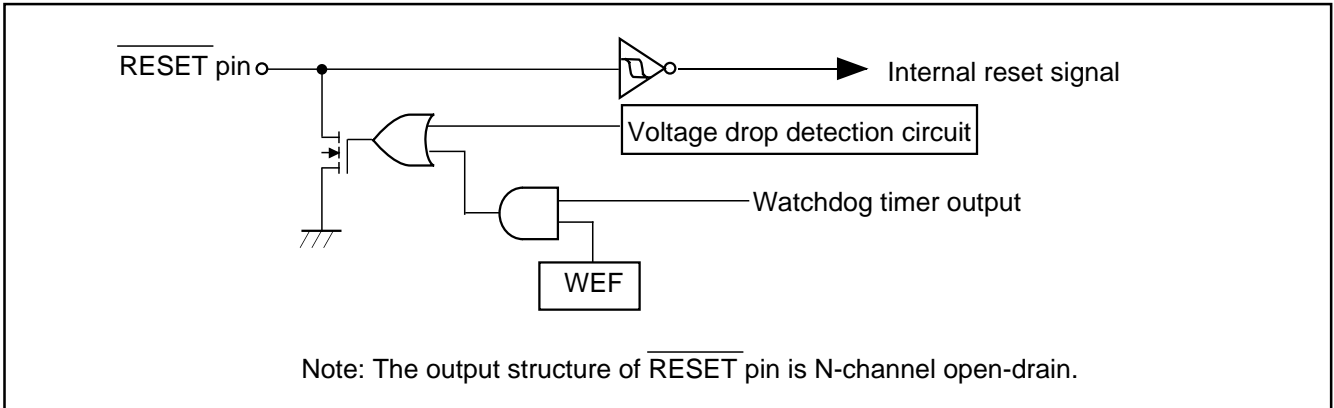 RESET pin
Internal reset signal
Voltage drop detection circuit
Watchdog timer output
WEF
Note: The output structure of RESET pin is N-channel open-drain.